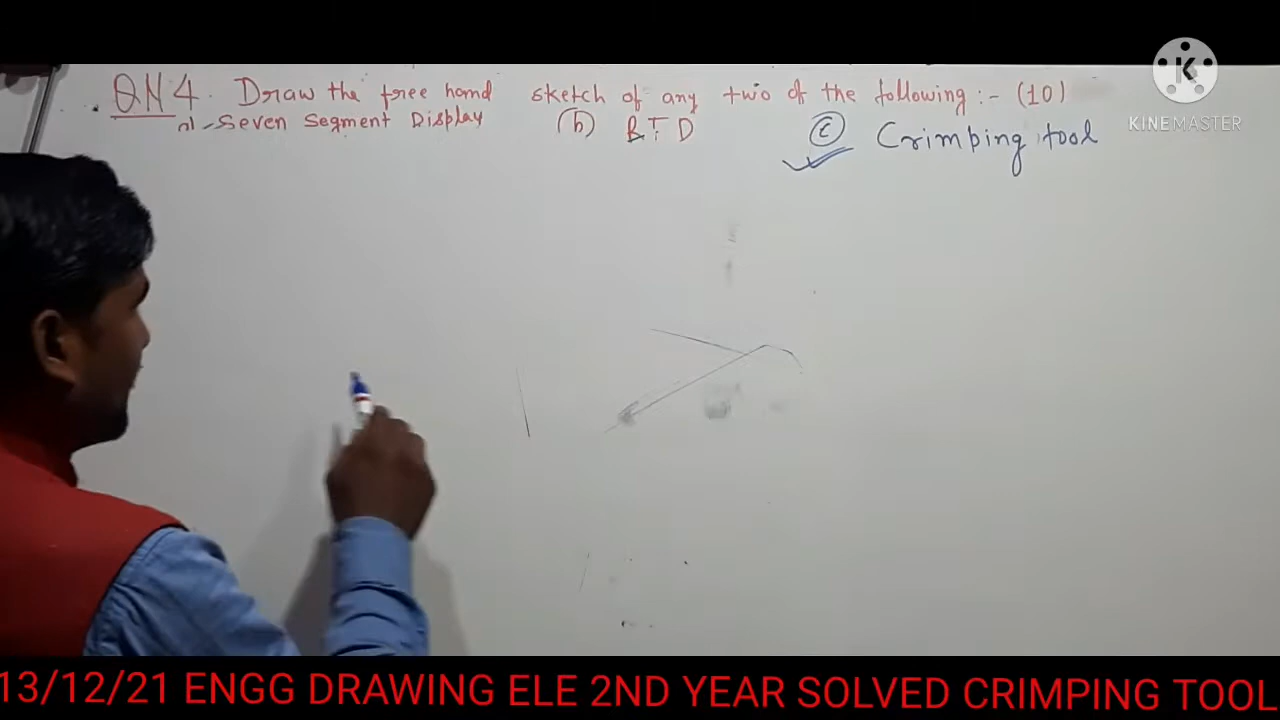 QN 4. Draw the free hand sketch of any two of the following :- (10)
a) - Seven Segment Display (b) B.T.D (c) Crimping tool
K
KINEMASTER
13/12/21 ENGG DRAWING ELE 2ND YEAR SOLVED CRIMPING TOOL